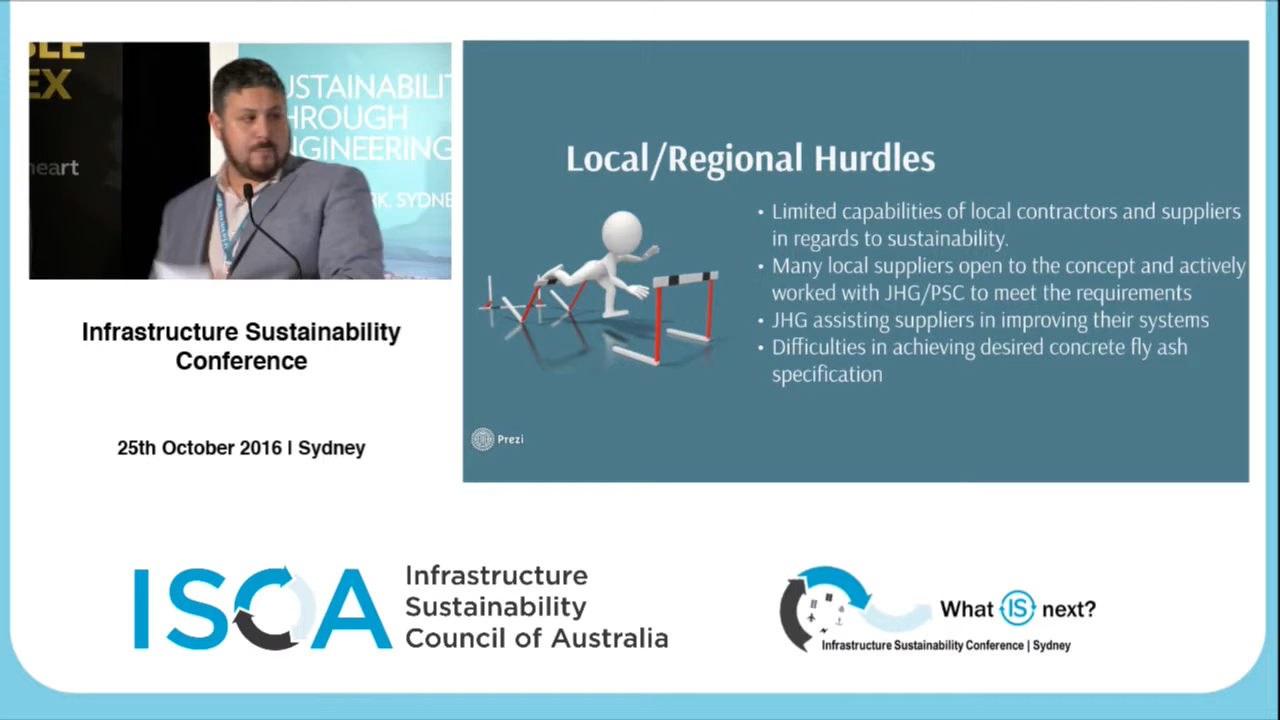 EX
heart
THROUGH
Infrastructure Sustainability
Conference
25th October 2016 | Sydney
Local/Regional Hurdles
• Limited capabilities of local contractors and suppliers
in regards to sustainability.
• Many local suppliers open to the concept and actively
worked with JHG/PSC to meet the requirements
• JHG assisting suppliers in improving their systems
• Difficulties in achieving desired concrete fly ash
specification
Prezi
ISCA
Infrastructure
Sustainability
Council of Australia
What IS next?
Infrastructure Sustainability Conference | Sydney